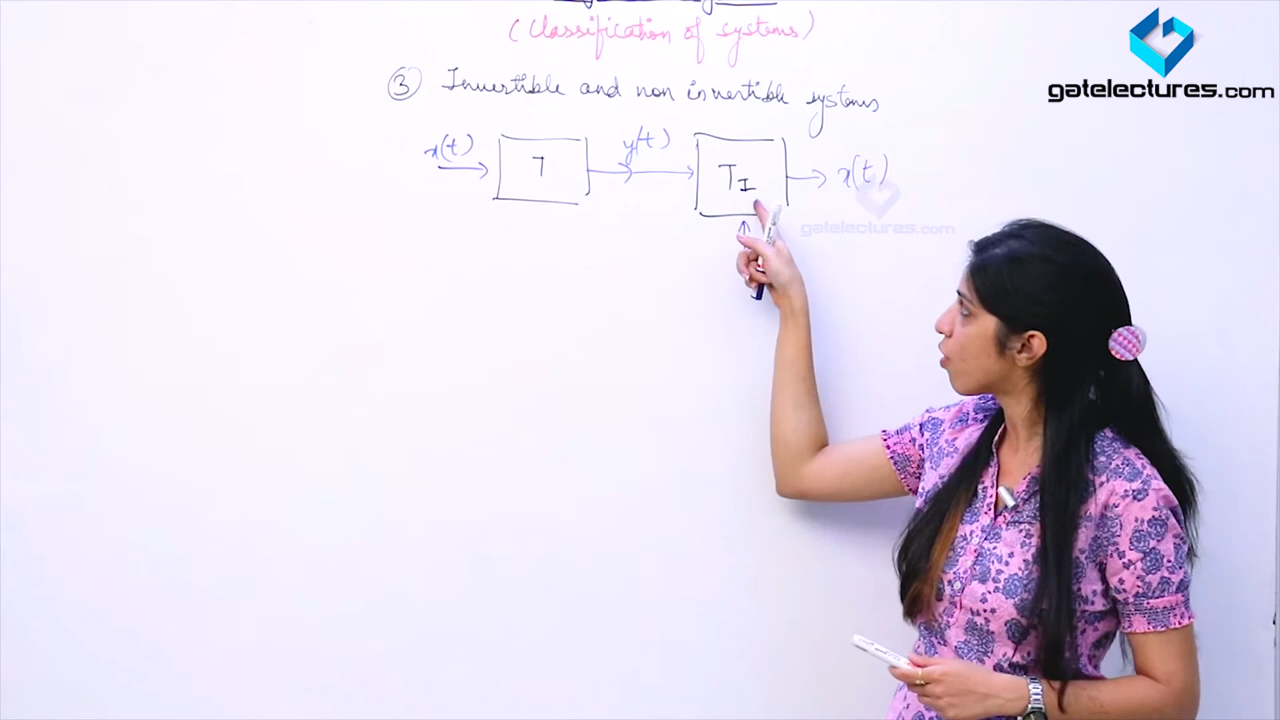 (Classification of systems)
③ Invertible and non invertible systems
x(t) T y(t) T_I x(t)
gatelectures.com
gatelectures.com